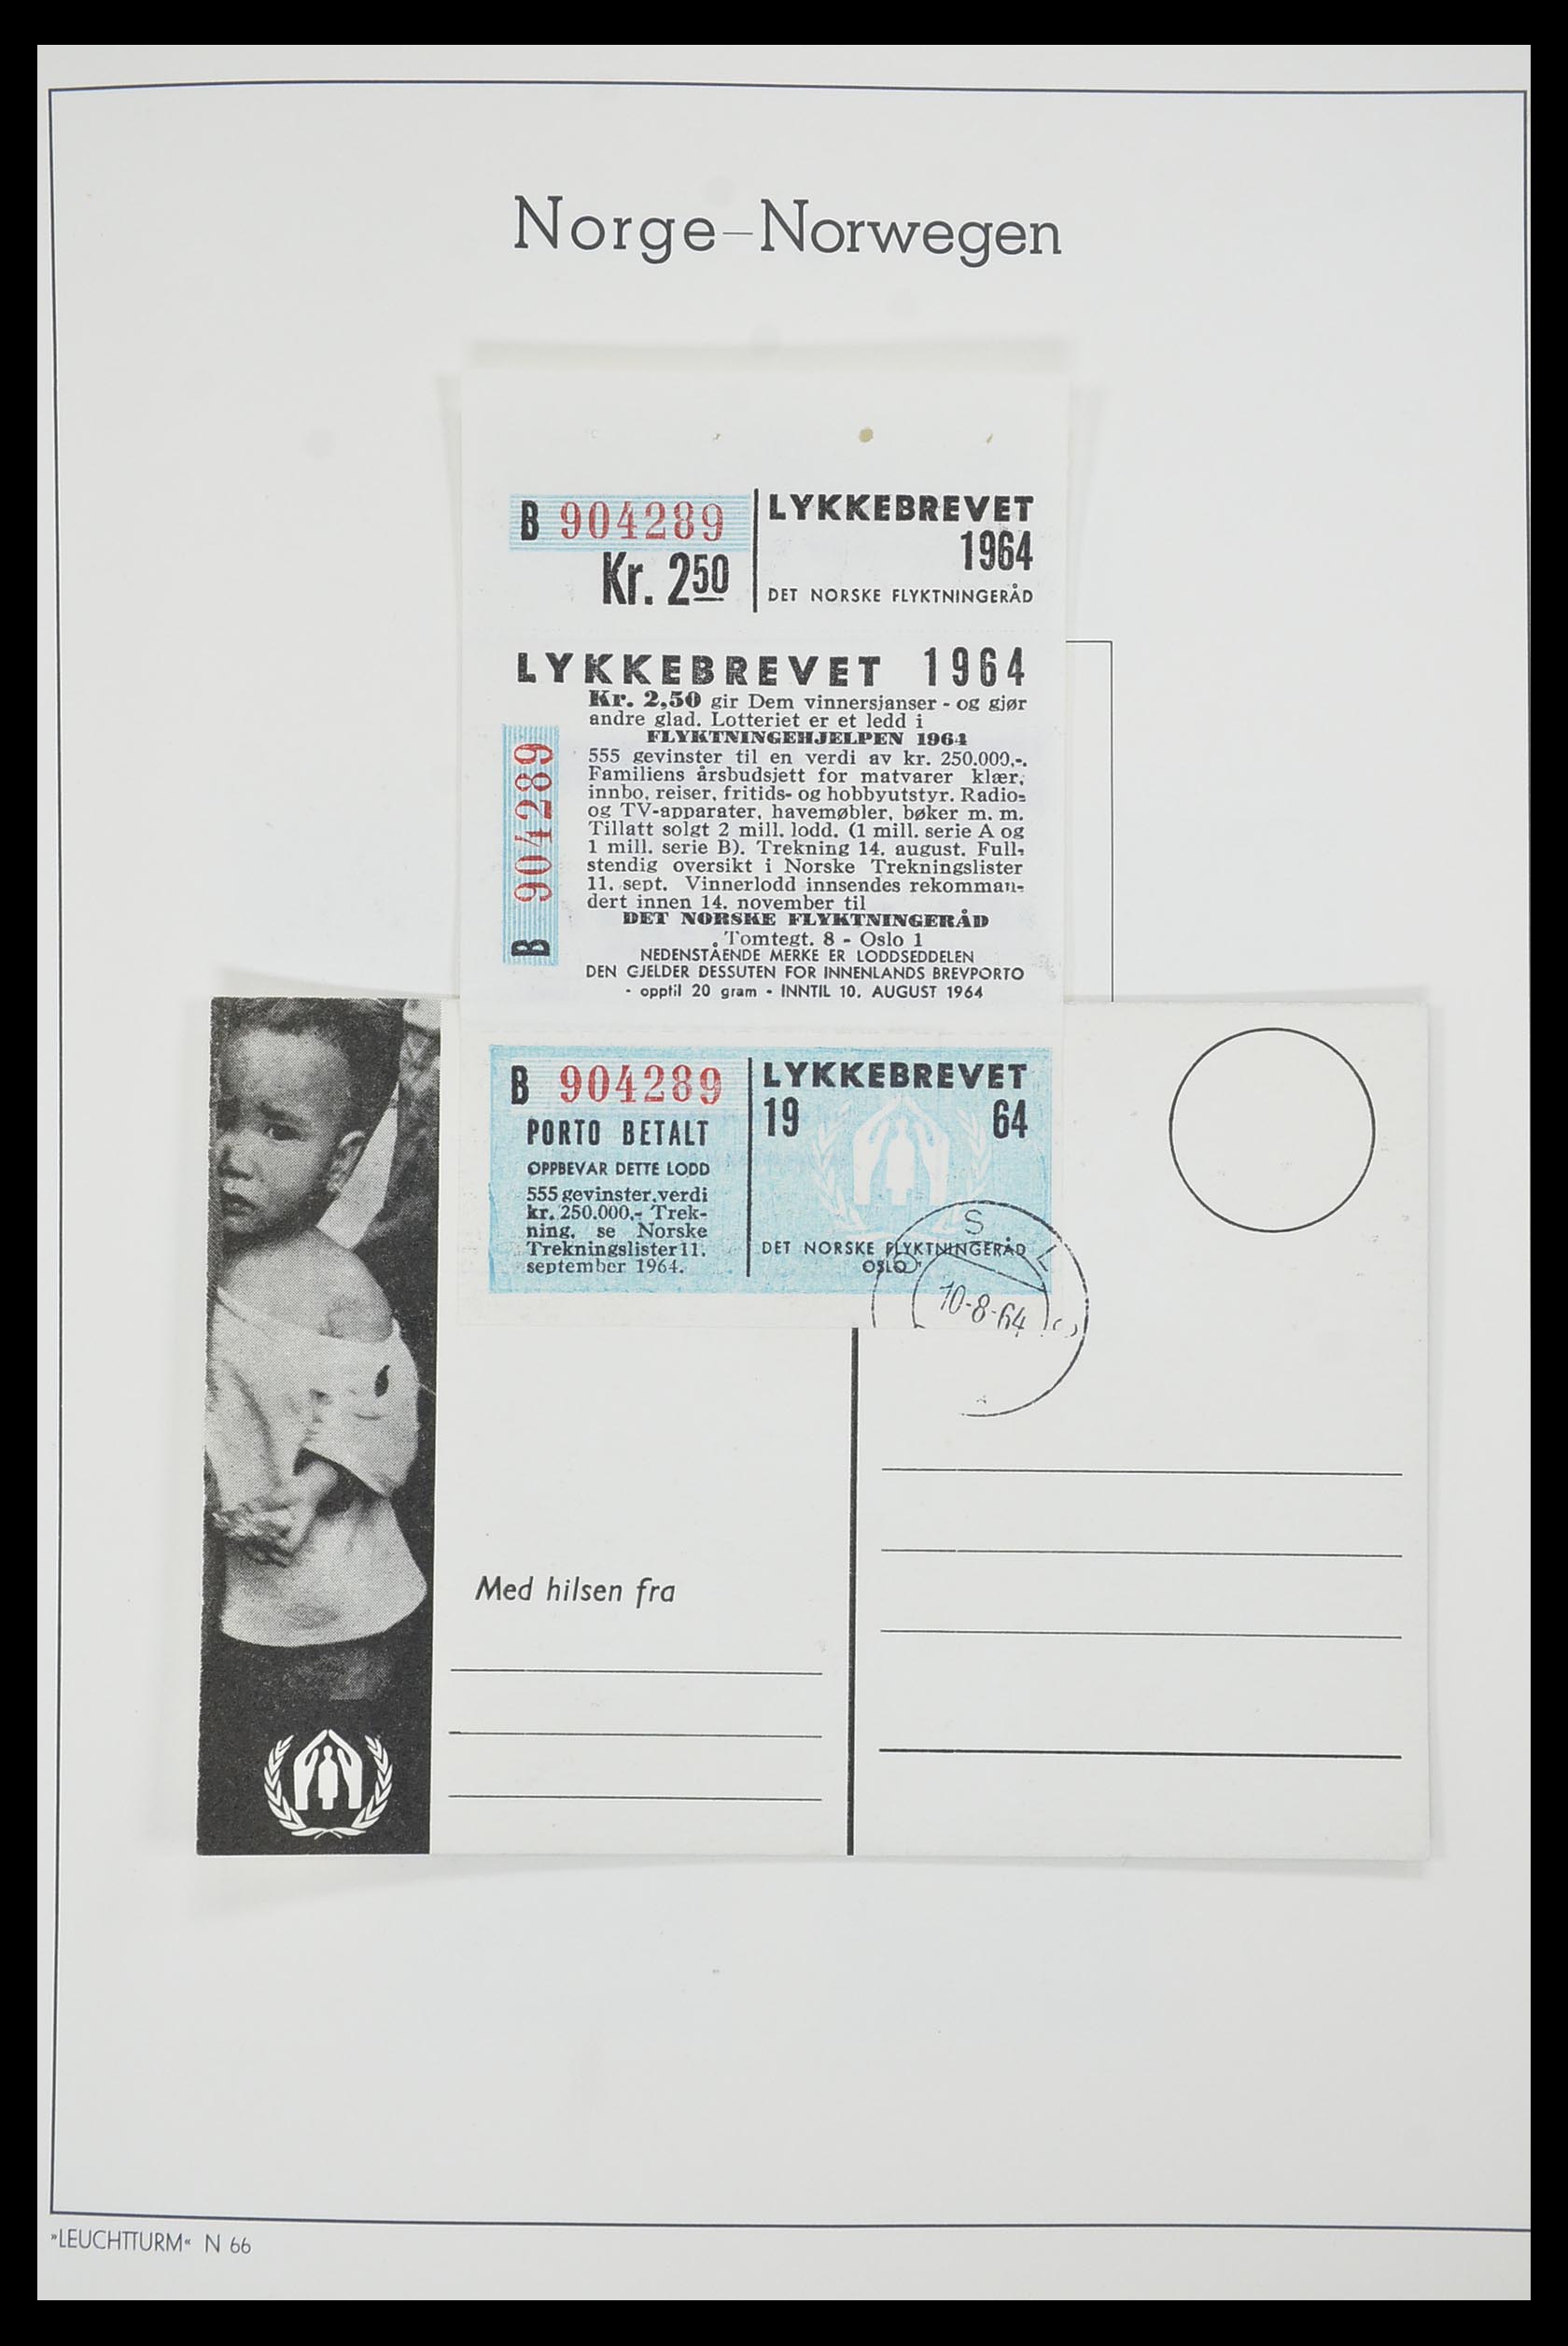 Norge–Norwegen
B 904289
Kr. 250
LYKKEBREVET
1964
DET NORSKE FLYKTNINGERÅD
LYKKEBREVET 1964
Kr. 2,50 gir Dem vinnersjanser - og gjør
andre glad. Lotteriet er et ledd i
FLYKTNINGEHJELPEN 1964
555 gevinster til en verdi av kr. 250.000,-.
Familiens årsbudsjett for matvarer klær,
innbo, reiser, fritids- og hobbyutstyr. Radio-
og TV-apparater, havemøbler, bøker m. m.
Tillatt solgt 2 mill. lodd. (1 mill. serie A og
1 mill. serie B). Trekning 14. august. Full-
stendig oversikt i Norske Trekningslister
11. sept. Vinnerlodd innsendes rekomman-
dert innen 14. november til
DET NORSKE FLYKTNINGERÅD
Tomtegt. 8 - Oslo 1
NEDENSTÅENDE MERKE ER LODDSEDDELEN
DEN GJELDER DESSUTEN FOR INNENLANDS BREVPORTO
- opptil 20 gram - INNTIL 10. AUGUST 1964
B 904289
B 904289
PORTO BETALT
OPPBEVAR DETTE LODD
555 gevinster, verdi
kr. 250.000,- Trek-
ning, se Norske
Trekningslister 11.
september 1964.
LYKKEBREVET
19 64
DET NORSKE FLYKTNINGERÅD
OSLO
OSLO
10-8-64
Med hilsen fra
»LEUCHTTURM« N 66